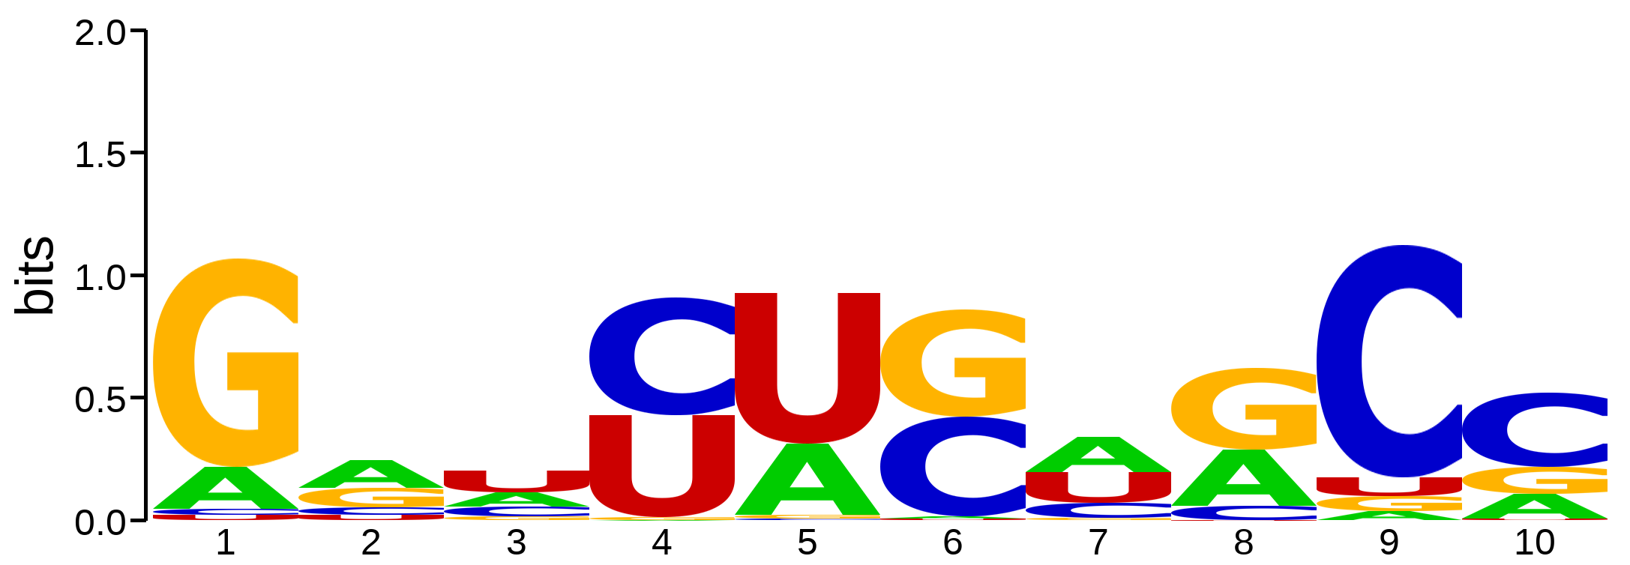 2.0
1.5
1.0
0.5
0.0
bits
G A C U
A G C U
U A C G
C U G A
U A G C
G C A U
A U C G
G A C U
C U G A
C G A U
1 2 3 4 5 6 7 8 9 10